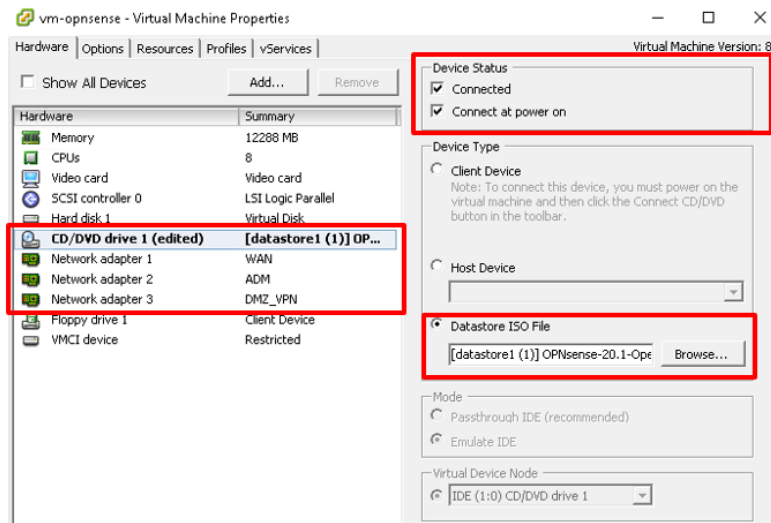 vm-opnsense - Virtual Machine Properties
Hardware Options Resources Profiles vServices
Virtual Machine Version: 8
Show All Devices
Add...
Remove
Hardware Summary
Memory 12288 MB
CPUs 8
Video card Video card
SCSI controller 0 LSI Logic Parallel
Hard disk 1 Virtual Disk
CD/DVD drive 1 (edited) [datastore1 (1)] OP...
Network adapter 1 WAN
Network adapter 2 ADM
Network adapter 3 DMZ_VPN
Floppy drive 1 Client Device
VMCI device Restricted
Device Status
Connected
Connect at power on
Device Type
Client Device
Note: To connect this device, you must power on the
virtual machine and then click the Connect CD/DVD
button in the toolbar.
Host Device
Datastore ISO File
[datastore1 (1)] OPNsense-20.1-Ope
Browse...
Mode
Passthrough IDE (recommended)
Emulate IDE
Virtual Device Node
IDE (1:0) CD/DVD drive 1